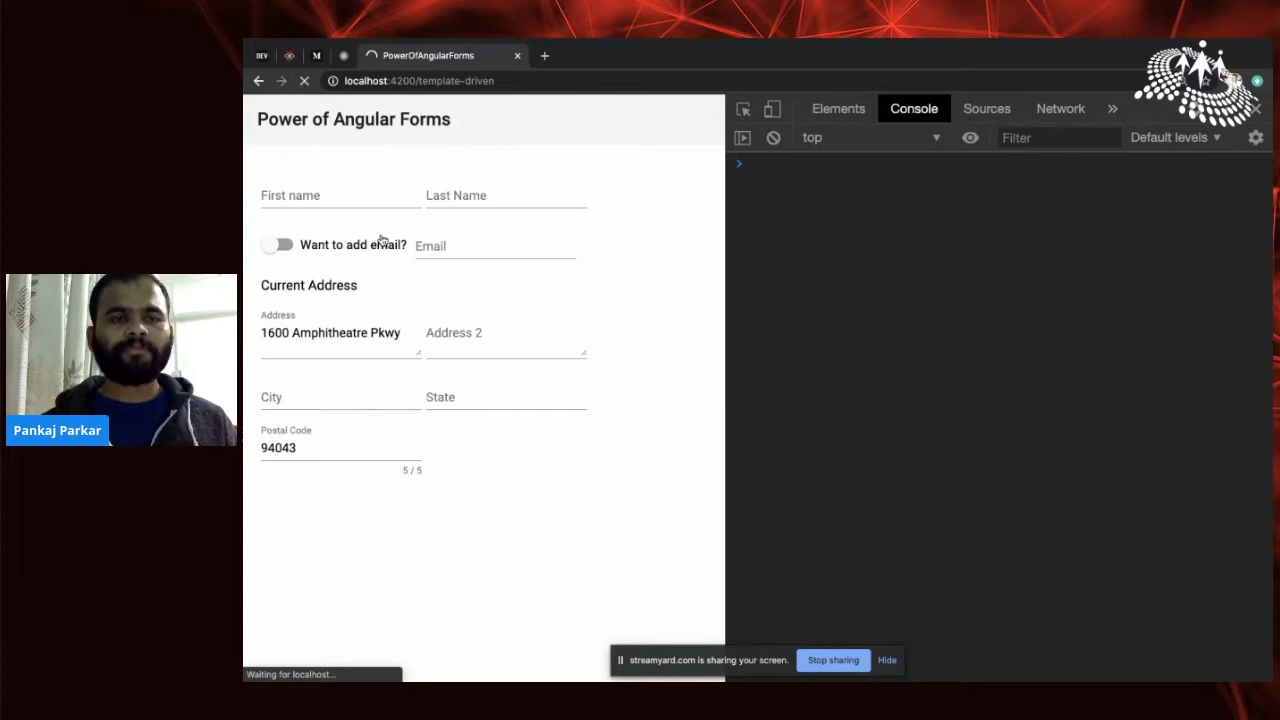 DEV
M
PowerOfAngularForms
localhost:4200/template-driven
Power of Angular Forms
Elements
Console
Sources
Network
top
Filter
Default levels
First name
Last Name
Want to add email?
Email
Current Address
Address
1600 Amphitheatre Pkwy
Address 2
City
State
Postal Code
94043
5 / 5
Pankaj Parkar
streamyard.com is sharing your screen.
Stop sharing
Hide
Waiting for localhost...